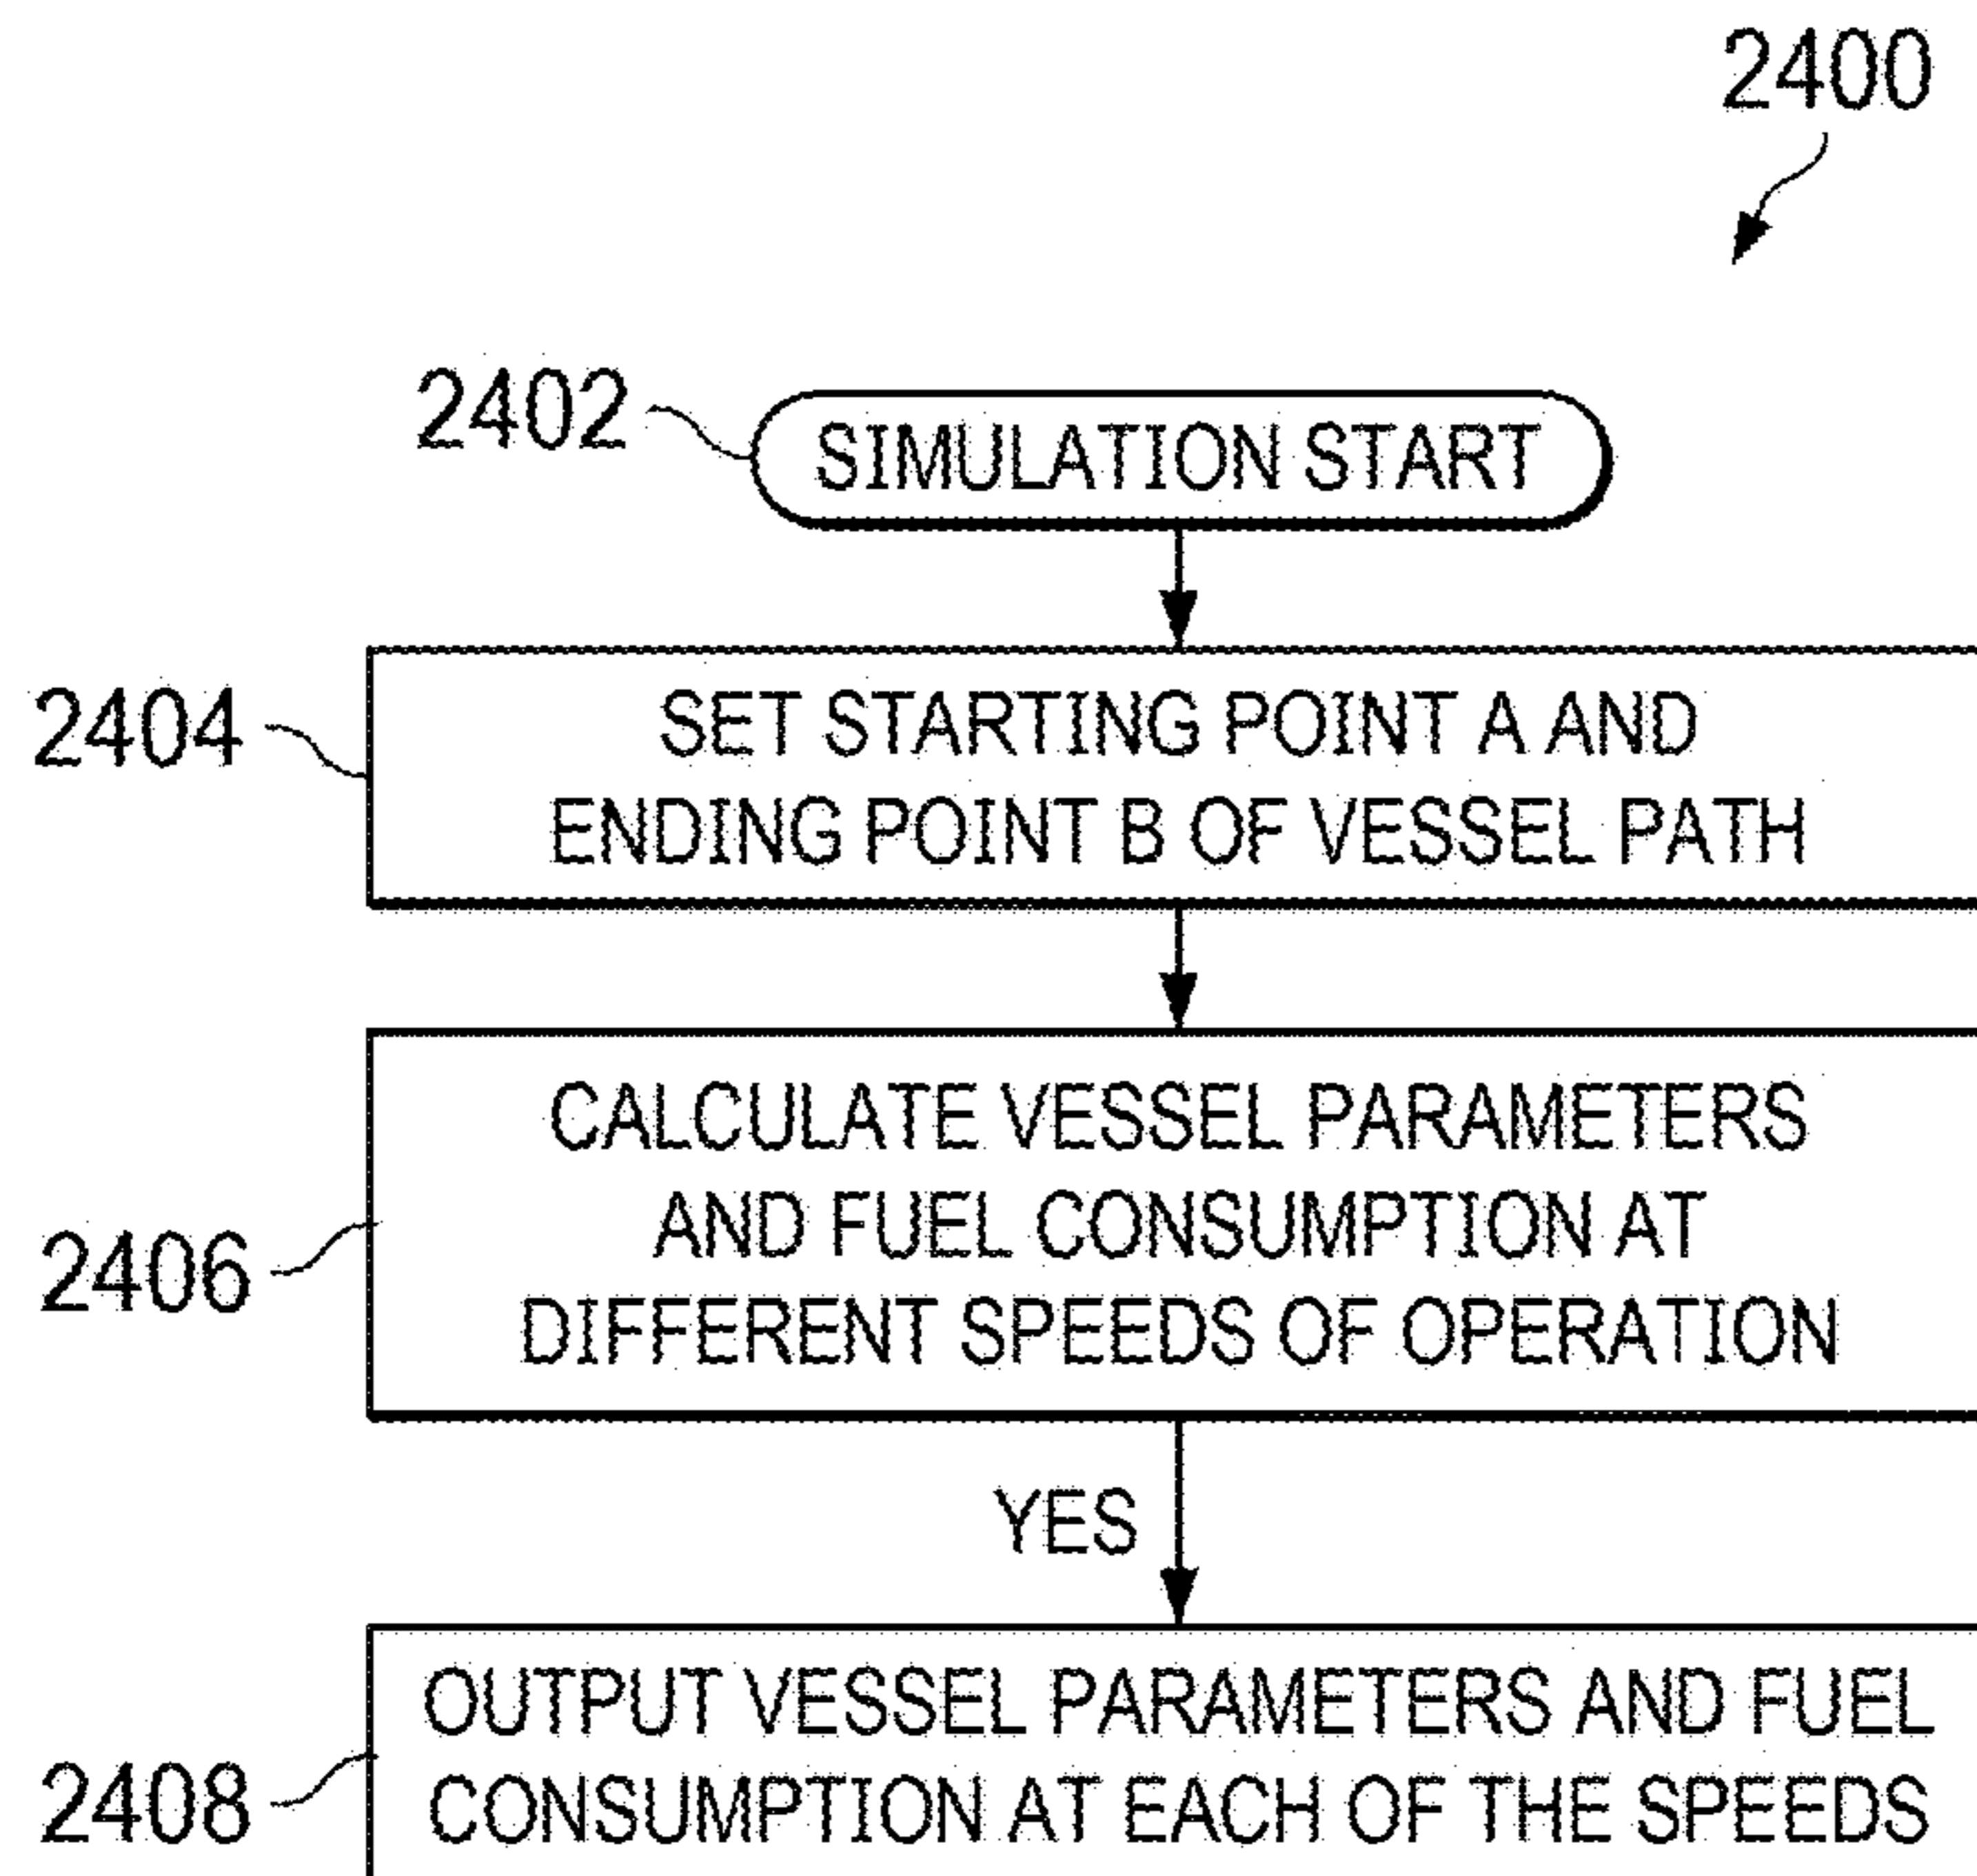 2400
2402
SIMULATION START
2404
SET STARTING POINT A AND
ENDING POINT B OF VESSEL PATH
2406
CALCULATE VESSEL PARAMETERS
AND FUEL CONSUMPTION AT
DIFFERENT SPEEDS OF OPERATION
YES
2408
OUTPUT VESSEL PARAMETERS AND FUEL
CONSUMPTION AT EACH OF THE SPEEDS